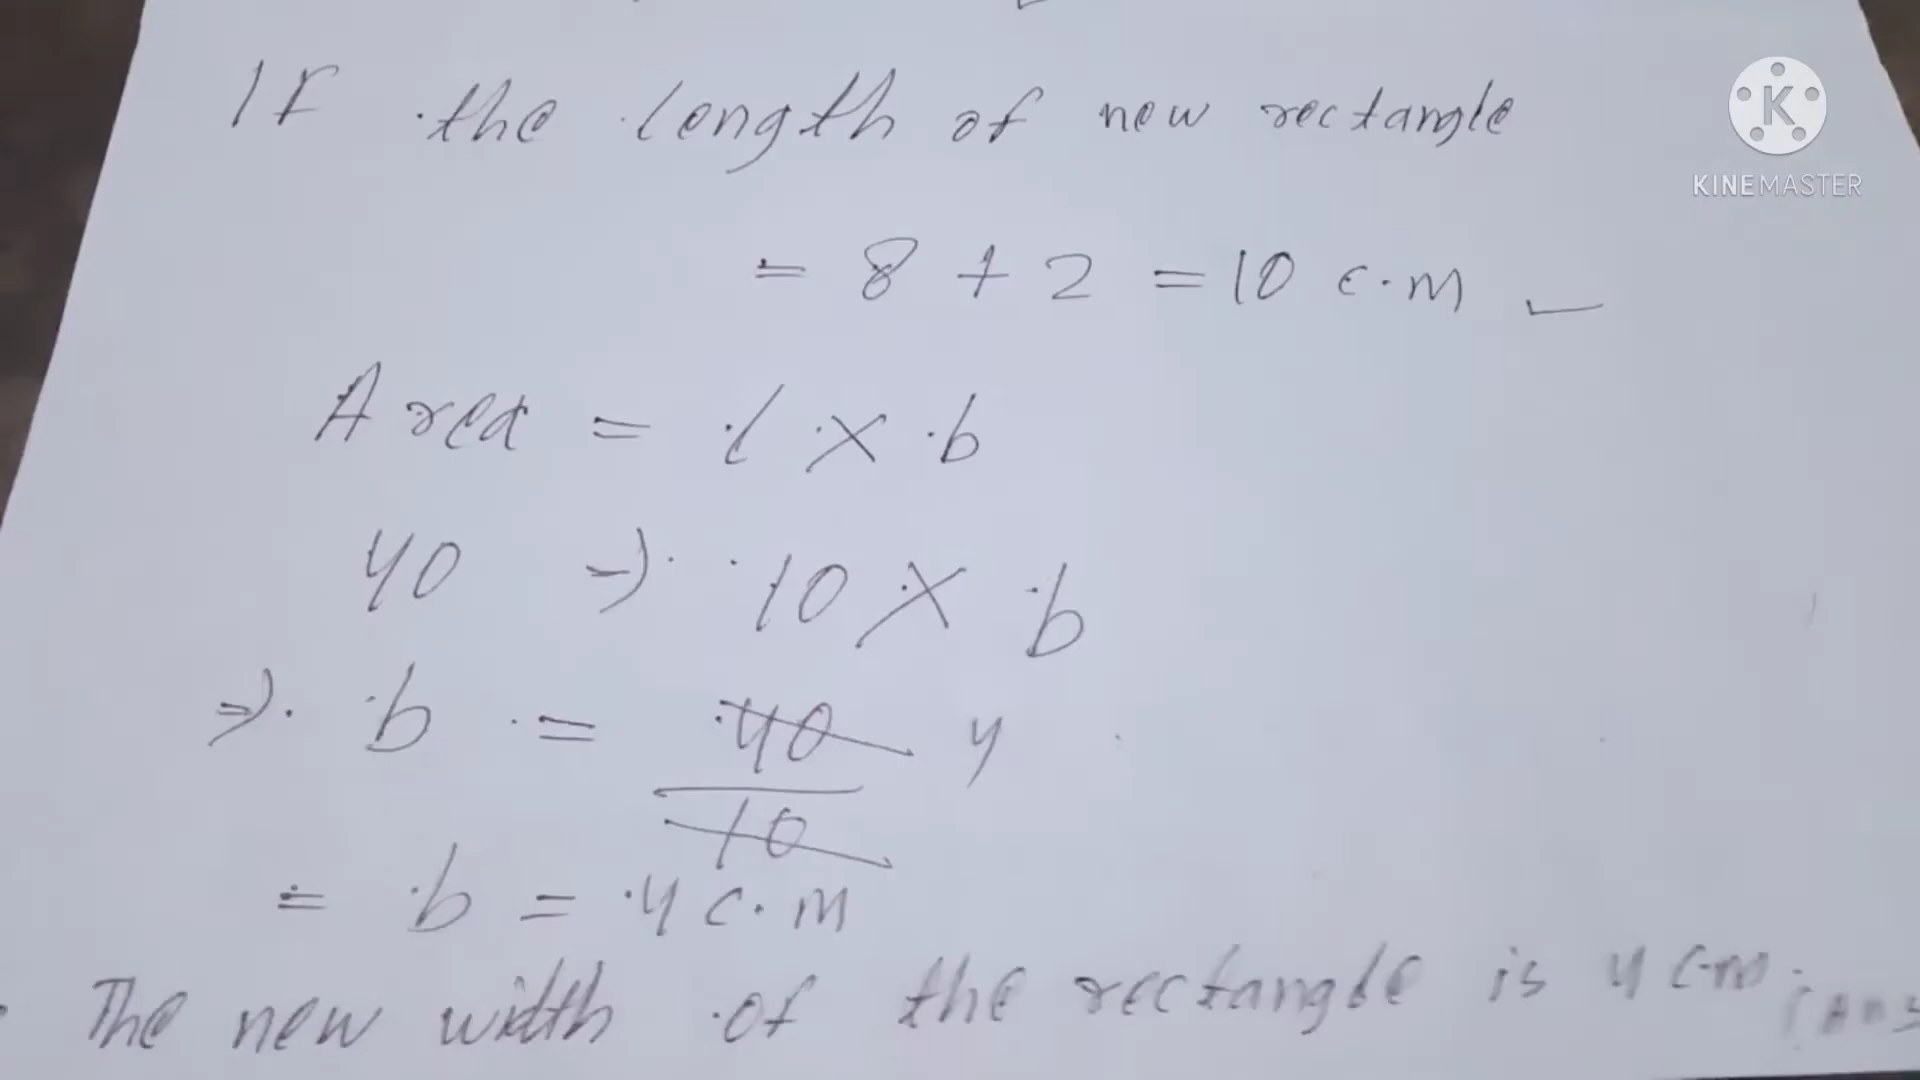 If the length of new rectangle
KINEMASTER
= 8 + 2 = 10 c.m
Area = l × b
40 ⇒ 10 × b
⇒ b = 40/10 4
= b = 4 c.m
The new width of the rectangle is 4 cm (Ans